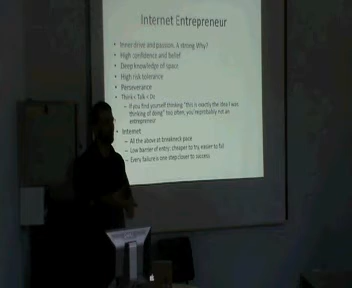 Internet Entrepreneur
• Inner drive and passion. A strong Why?
• High confidence and belief
• Deep knowledge of space
• High risk tolerance
• Perseverance
• Think < Talk < Do
– If you find yourself thinking "this is exactly the idea I was
thinking of doing" too often, you're probably not an
entrepreneur
• Internet
– All the above at breakneck pace
– Low barrier of entry: cheaper to try, easier to fail
– Every failure is one step closer to success